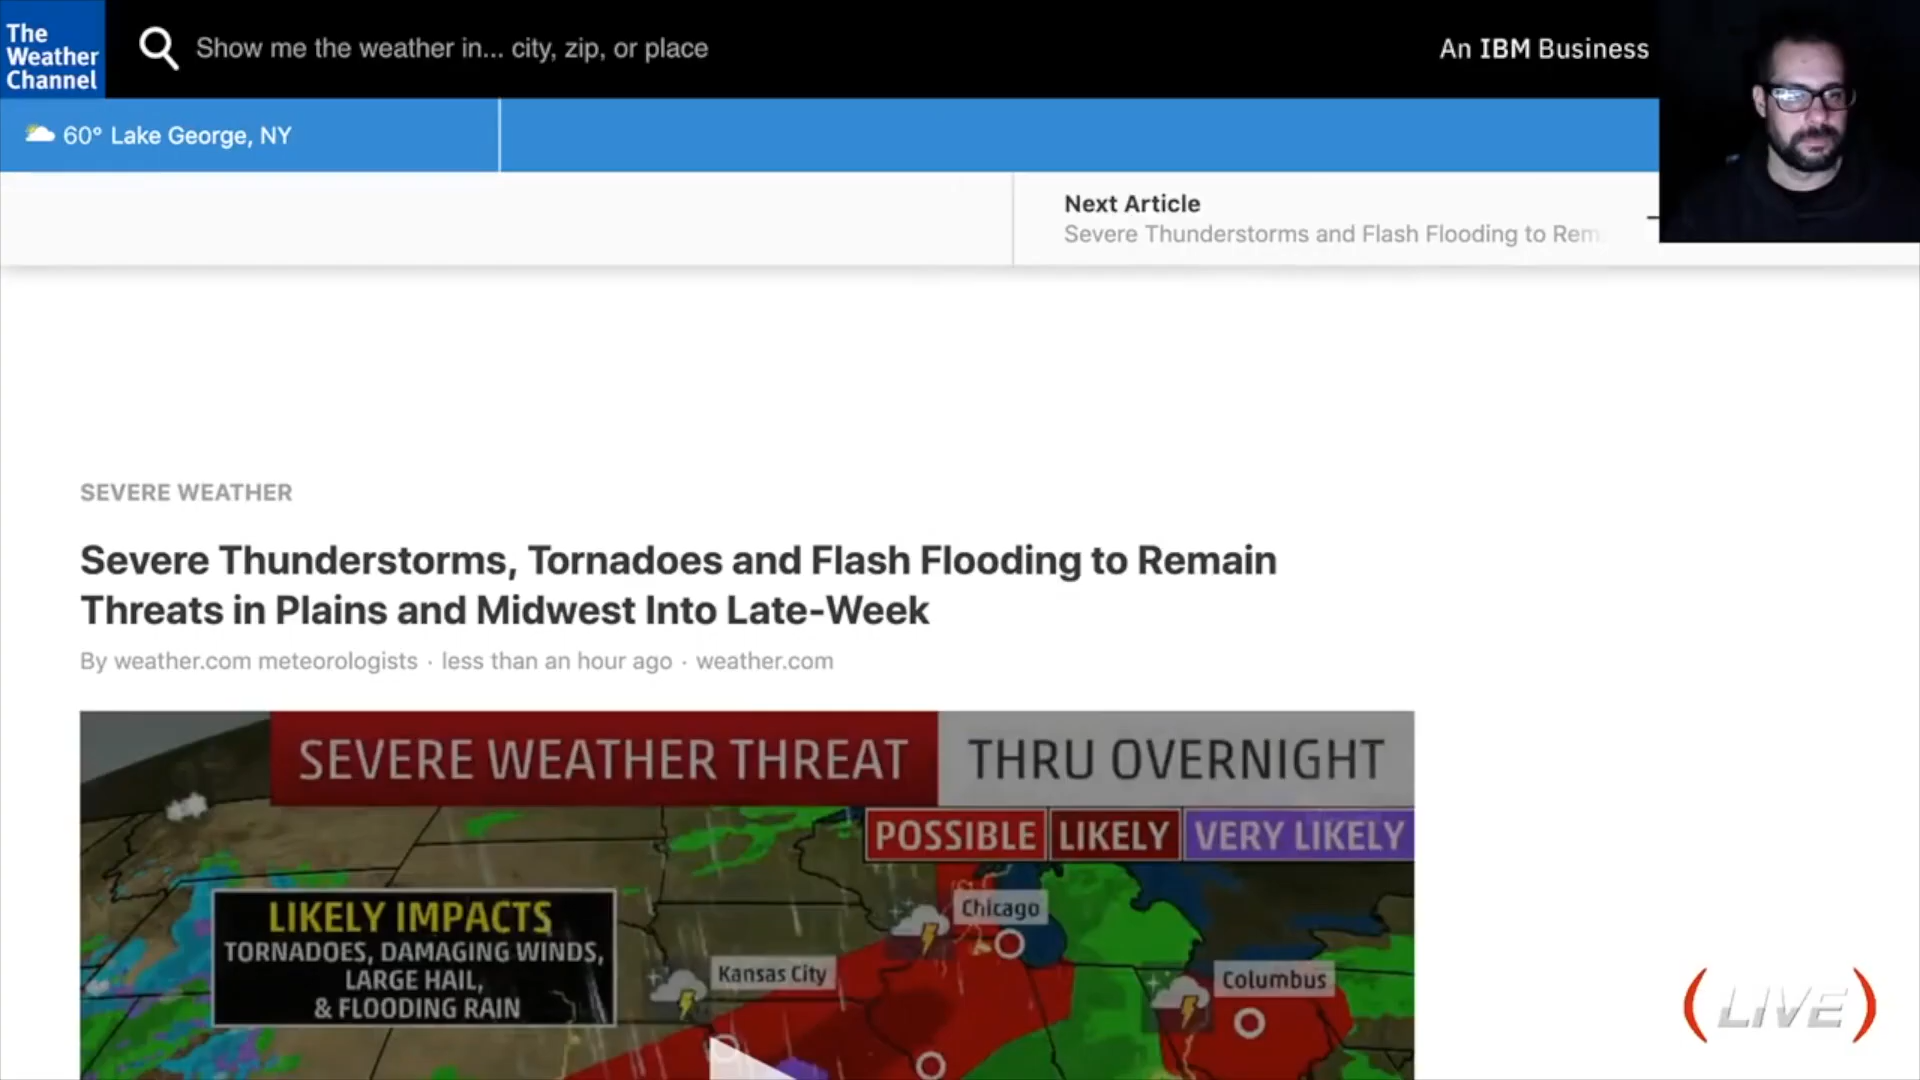 The
Weather
Channel
Show me the weather in... city, zip, or place
An IBM Business
60° Lake George, NY
Next Article
Severe Thunderstorms and Flash Flooding to Rem
SEVERE WEATHER
Severe Thunderstorms, Tornadoes and Flash Flooding to Remain
Threats in Plains and Midwest Into Late-Week
By weather.com meteorologists · less than an hour ago · weather.com
SEVERE WEATHER THREAT
THRU OVERNIGHT
POSSIBLE LIKELY VERY LIKELY
LIKELY IMPACTS
TORNADOES, DAMAGING WINDS,
LARGE HAIL,
& FLOODING RAIN
Chicago
Kansas City
Columbus
(LIVE)